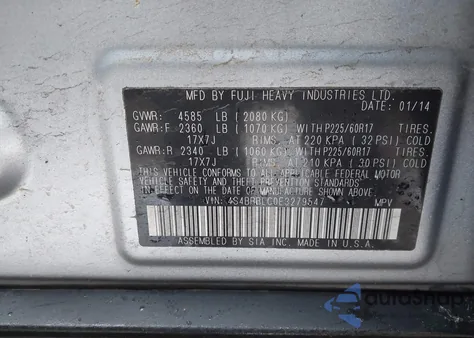 MFD BY FUJI HEAVY INDUSTRIES LTD.
DATE: 01/14
GVWR: 4585 LB ( 2080 KG)
GAWR:F 2360 LB ( 1070 KG) WITH P225/60R17 TIRES.
17X7J RIMS. AT 220 KPA ( 32 PSI) COLD
GAWR:R 2340 LB ( 1060 KG) WITH P225/60R17 TIRES.
17X7J RIMS. AT 210 KPA ( 30 PSI) COLD
THIS VEHICLE CONFORMS TO ALL APPLICABLE FEDERAL MOTOR
VEHICLE SAFETY AND THEFT PREVENTION STANDARDS
IN EFFECT ON THE DATE OF MANUFACTURE SHOWN ABOVE
VIN: 4S4BRBLC0E3279547 MPV
ASSEMBLED BY SIA INC. MADE IN U.S.A.
AutoShops